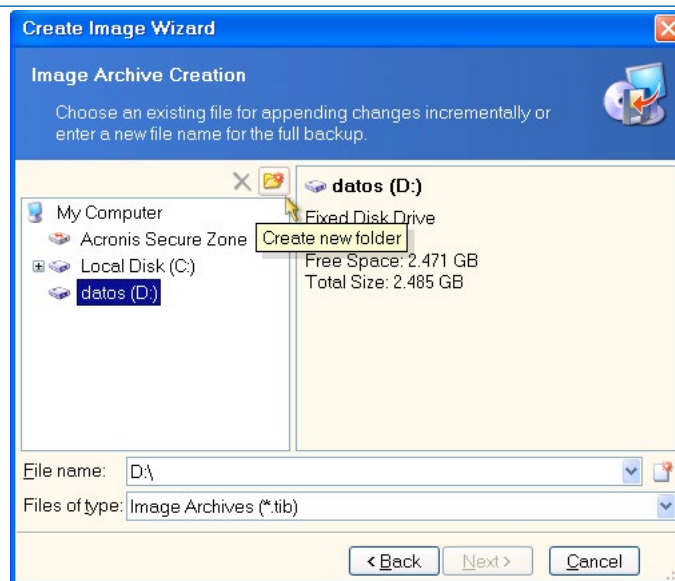 Create Image Wizard
Image Archive Creation
Choose an existing file for appending changes incrementally or
enter a new file name for the full backup.
My Computer
Acronis Secure Zone
Local Disk (C:)
datos (D:)
datos (D:)
Fixed Disk Drive
Create new folder
Free Space: 2.471 GB
Total Size: 2.485 GB
File name: D:\
Files of type: Image Archives (*.tib)
< Back Next > Cancel